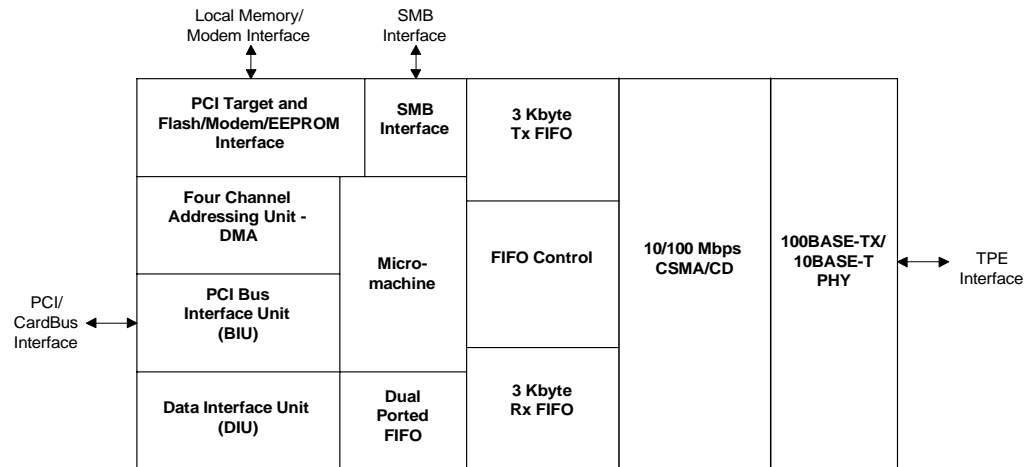 Local Memory/
Modem Interface
SMB
Interface
PCI Target and
Flash/Modem/EEPROM
Interface
SMB
Interface
3 Kbyte
Tx FIFO
Four Channel
Addressing Unit -
DMA
Micro-
machine
FIFO Control
10/100 Mbps
CSMA/CD
100BASE-TX/
10BASE-T
PHY
TPE
Interface
PCI/
CardBus
Interface
PCI Bus
Interface Unit
(BIU)
Data Interface Unit
(DIU)
Dual
Ported
FIFO
3 Kbyte
Rx FIFO